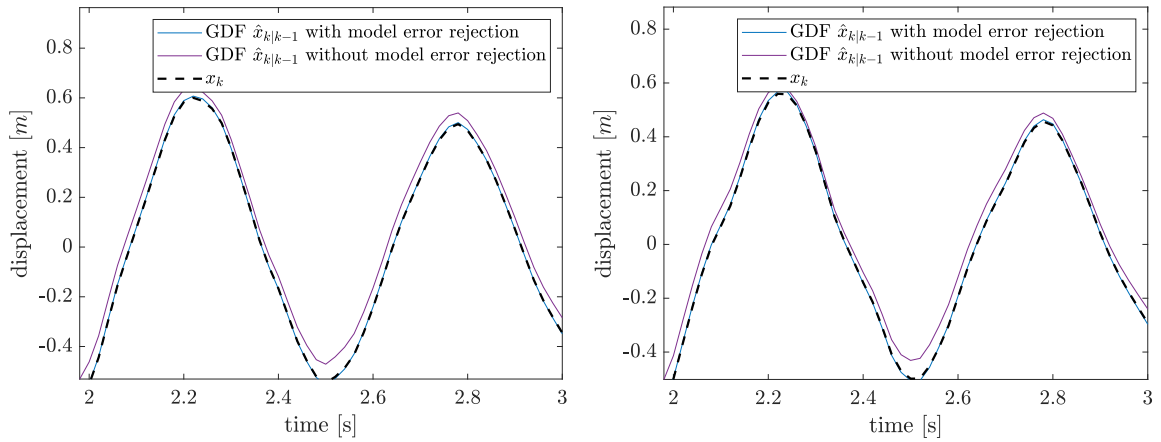 GDF x̂k|k−1 with model error rejection
GDF x̂k|k−1 without model error rejection
xk
0.8
0.6
0.4
0.2
0
-0.2
-0.4
displacement [m]
2
2.2
2.4
2.6
2.8
3
time [s]
GDF x̂k|k−1 with model error rejection
GDF x̂k|k−1 without model error rejection
xk
0.8
0.6
0.4
0.2
0
-0.2
-0.4
displacement [m]
2
2.2
2.4
2.6
2.8
3
time [s]